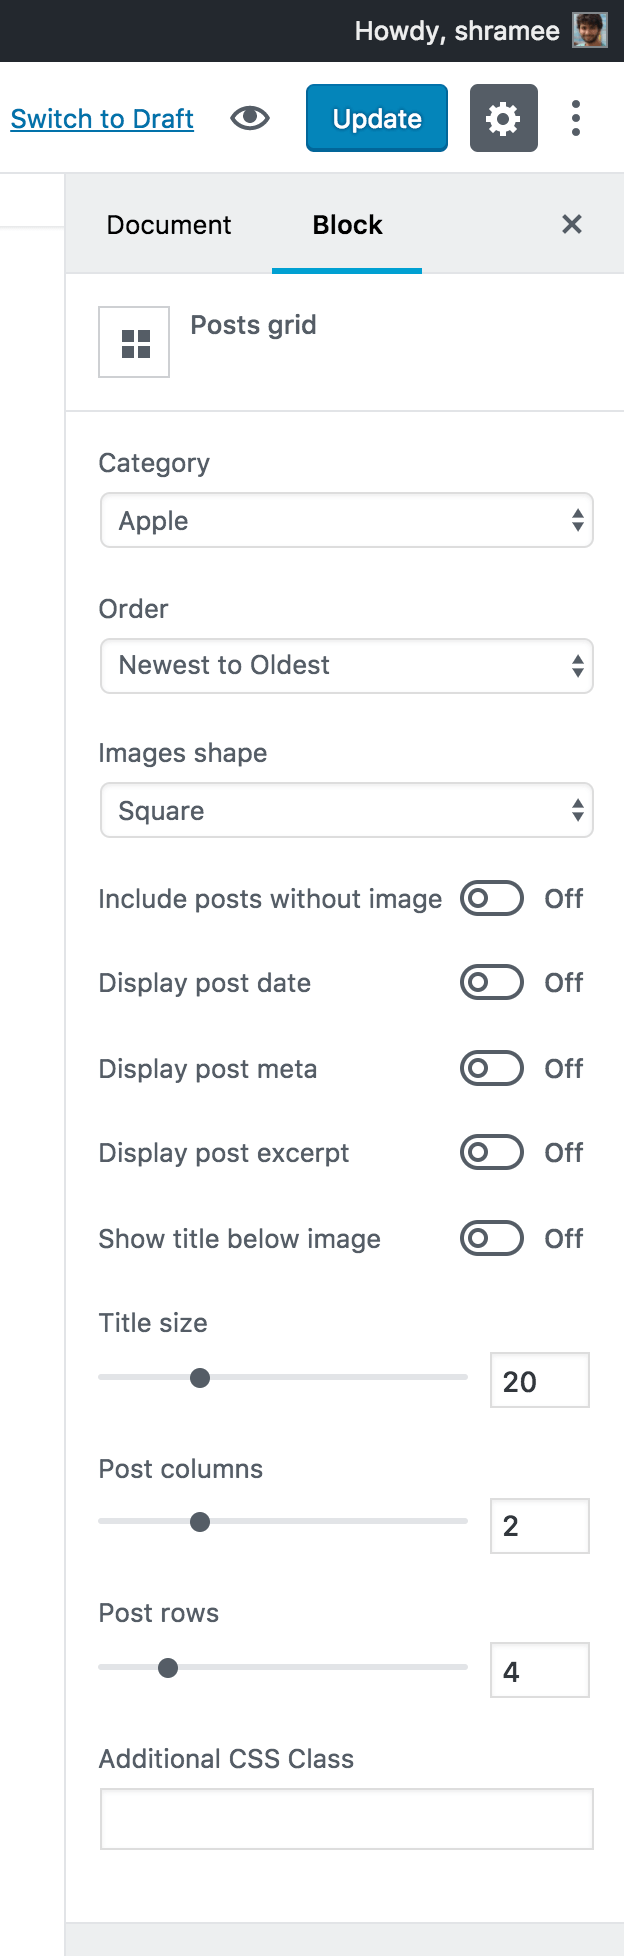 Howdy, shramee
Switch to Draft
Update
Document
Block
Posts grid
Category
Apple
Order
Newest to Oldest
Images shape
Square
Include posts without image Off
Display post date Off
Display post meta Off
Display post excerpt Off
Show title below image Off
Title size
20
Post columns
2
Post rows
4
Additional CSS Class